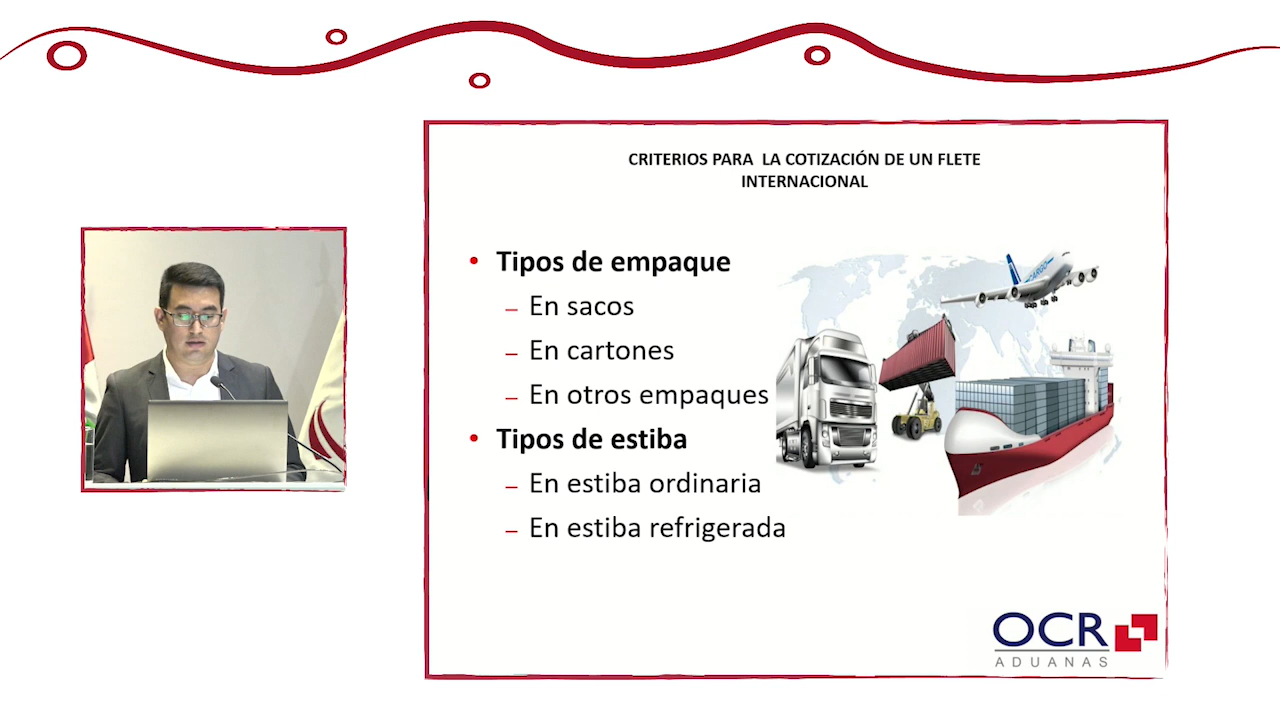 CRITERIOS PARA LA COTIZACIÓN DE UN FLETE
INTERNACIONAL
• Tipos de empaque
– En sacos
– En cartones
– En otros empaques
• Tipos de estiba
– En estiba ordinaria
– En estiba refrigerada
CARGO
OCR
ADUANAS